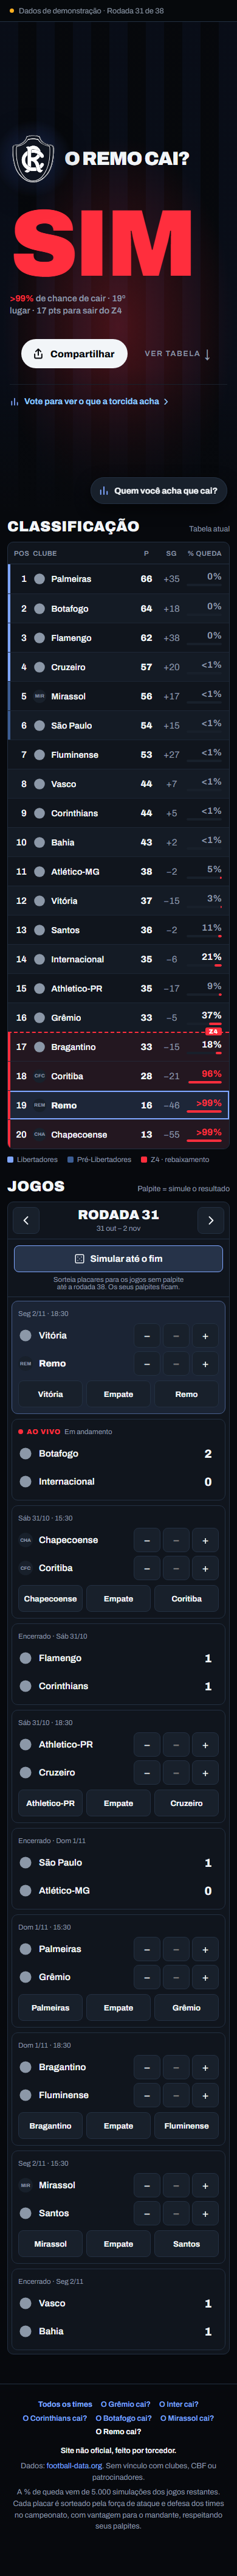 Dados de demonstração · Rodada 31 de 38
O REMO CAI?
SIM
>99% de chance de cair · 19º
lugar · 17 pts para sair do Z4
Compartilhar
VER TABELA ↓
Vote para ver o que a torcida acha >
Quem você acha que cai?
CLASSIFICAÇÃO
Tabela atual
POS CLUBE P SG % QUEDA
1 Palmeiras 66 +35 0%
2 Botafogo 64 +18 0%
3 Flamengo 62 +38 0%
4 Cruzeiro 57 +20 <1%
5 MIR Mirassol 56 +17 <1%
6 São Paulo 54 +15 <1%
7 Fluminense 53 +27 <1%
8 Vasco 44 +7 <1%
9 Corinthians 44 +5 <1%
10 Bahia 43 +2 <1%
11 Atlético-MG 38 −2 5%
12 Vitória 37 −15 3%
13 Santos 36 −2 11%
14 Internacional 35 −6 21%
15 Athletico-PR 35 −17 9%
16 Grêmio 33 −5 37%
Z4
17 Bragantino 33 −15 18%
18 CFC Coritiba 28 −21 96%
19 REM Remo 16 −46 >99%
20 CHA Chapecoense 13 −55 >99%
Libertadores Pré-Libertadores Z4 · rebaixamento
JOGOS
Palpite = simule o resultado
RODADA 31
31 out – 2 nov
Simular até o fim
Sorteia placares para os jogos sem palpite
até a rodada 38. Os seus palpites ficam.
Seg 2/11 · 18:30
Vitória − – +
REM Remo − – +
Vitória Empate Remo
AO VIVO Em andamento
Botafogo 2
Internacional 0
Sáb 31/10 · 15:30
CHA Chapecoense − – +
CFC Coritiba − – +
Chapecoense Empate Coritiba
Encerrado · Sáb 31/10
Flamengo 1
Corinthians 1
Sáb 31/10 · 18:30
Athletico-PR − – +
Cruzeiro − – +
Athletico-PR Empate Cruzeiro
Encerrado · Dom 1/11
São Paulo 1
Atlético-MG 0
Dom 1/11 · 15:30
Palmeiras − – +
Grêmio − – +
Palmeiras Empate Grêmio
Dom 1/11 · 18:30
Bragantino − – +
Fluminense − – +
Bragantino Empate Fluminense
Seg 2/11 · 15:30
MIR Mirassol − – +
Santos − – +
Mirassol Empate Santos
Encerrado · Seg 2/11
Vasco 1
Bahia 1
Todos os times O Grêmio cai? O Inter cai?
O Corinthians cai? O Botafogo cai? O Mirassol cai?
O Remo cai?
Site não oficial, feito por torcedor.
Dados: football-data.org. Sem vínculo com clubes, CBF ou
patrocinadores.
A % de queda vem de 5.000 simulações dos jogos restantes.
Cada placar é sorteado pela força de ataque e defesa dos times
no campeonato, com vantagem para o mandante, respeitando
seus palpites.